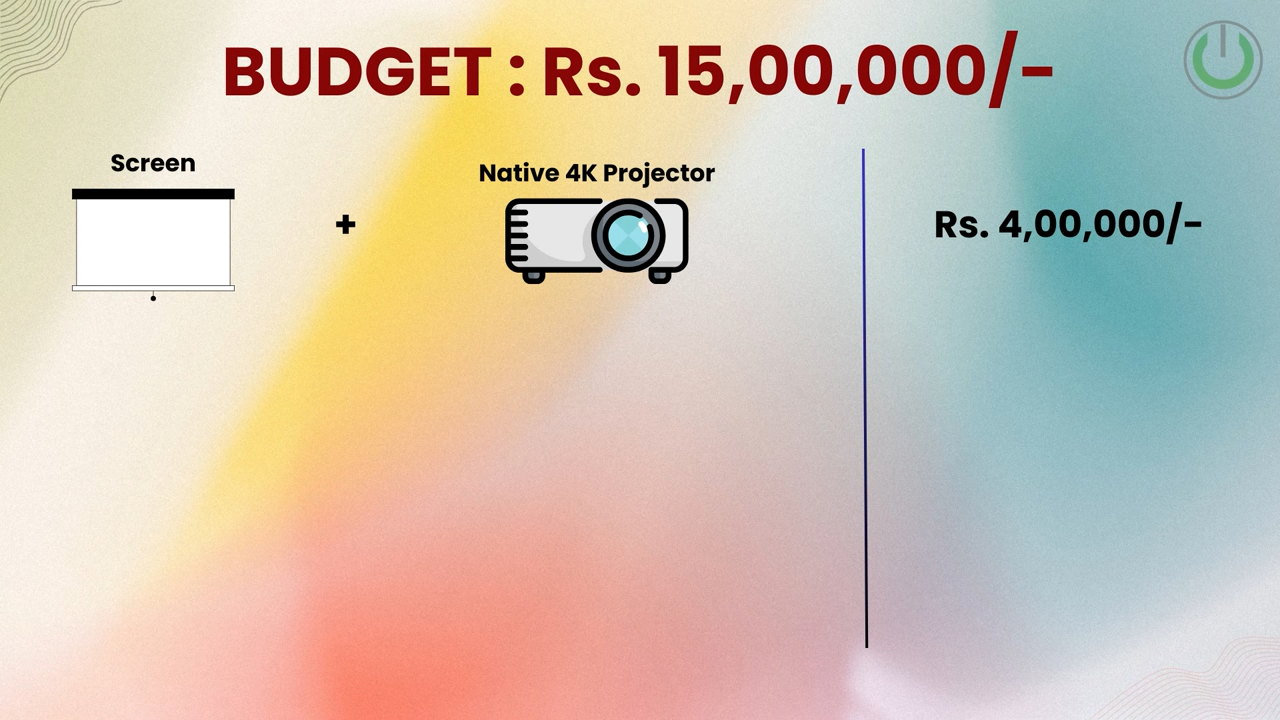 BUDGET : Rs. 15,00,000/-
Screen
+
Native 4K Projector
Rs. 4,00,000/-